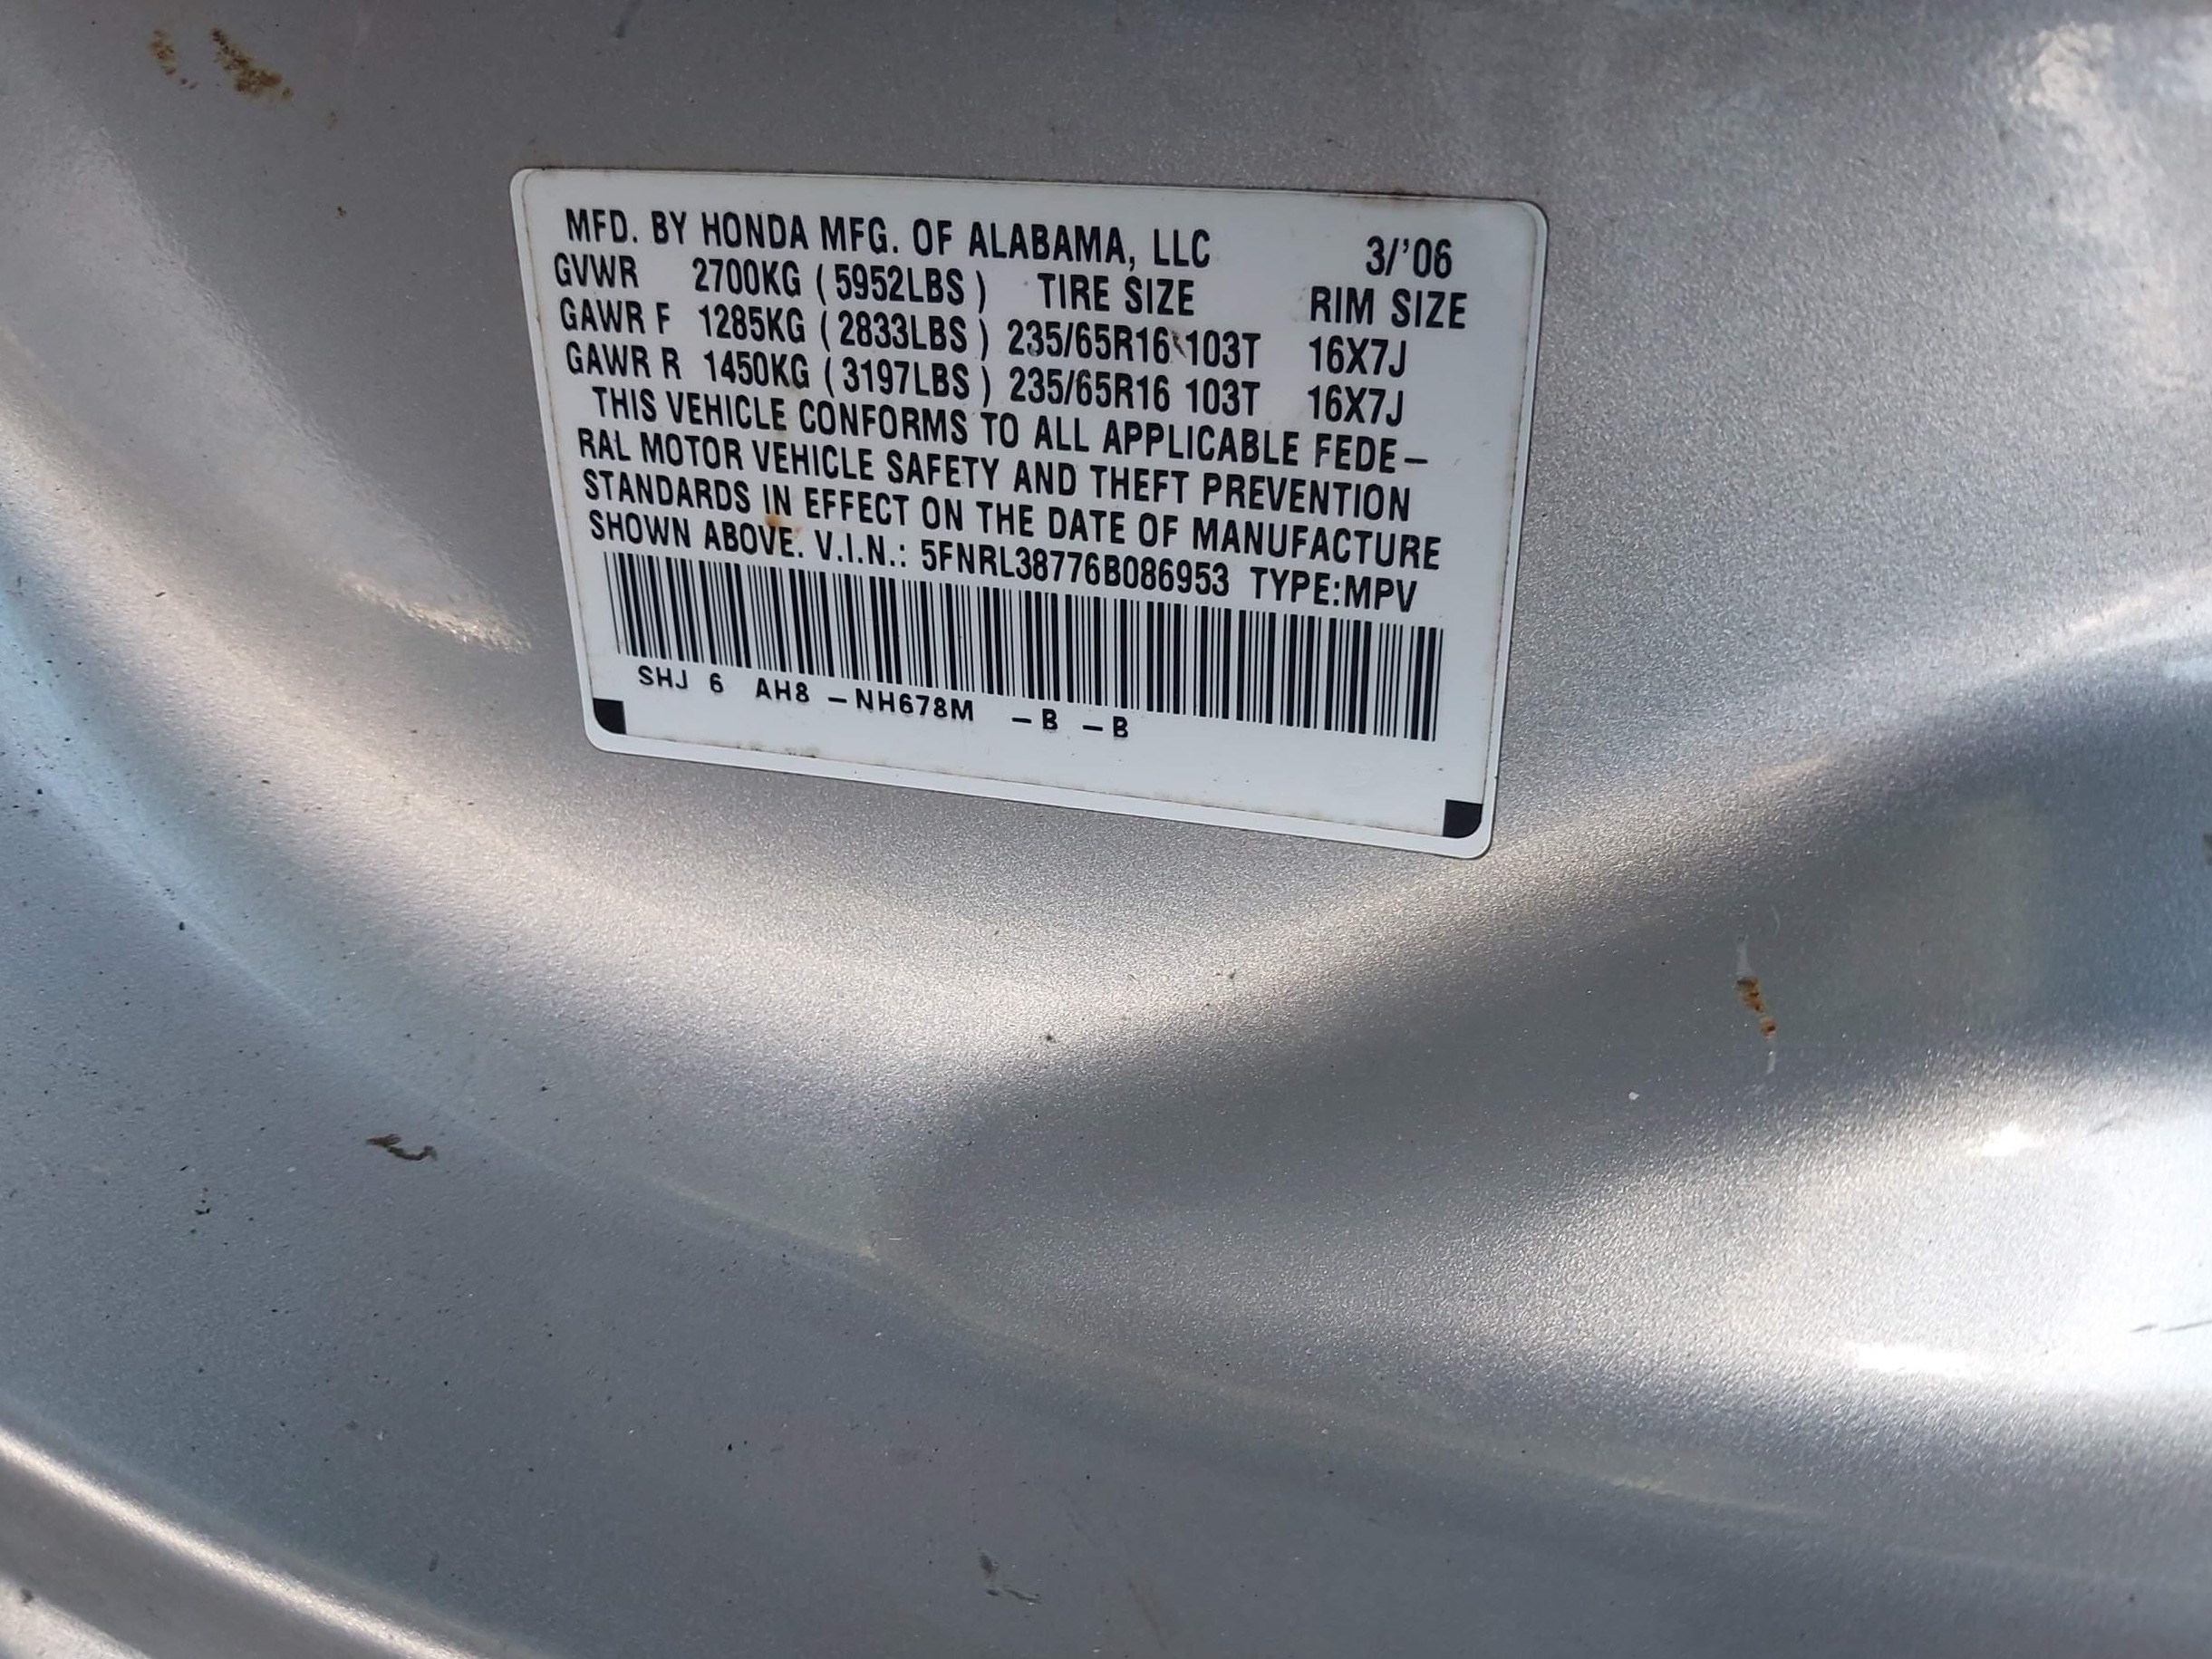 MFD. BY HONDA MFG. OF ALABAMA, LLC 3/'06
GVWR 2700KG ( 5952LBS ) TIRE SIZE RIM SIZE
GAWR F 1285KG ( 2833LBS ) 235/65R16 103T 16X7J
GAWR R 1450KG ( 3197LBS ) 235/65R16 103T 16X7J
THIS VEHICLE CONFORMS TO ALL APPLICABLE FEDE–
RAL MOTOR VEHICLE SAFETY AND THEFT PREVENTION
STANDARDS IN EFFECT ON THE DATE OF MANUFACTURE
SHOWN ABOVE. V.I.N.: 5FNRL38776B086953 TYPE:MPV
SHJ 6 AH8 –NH678M –B –B